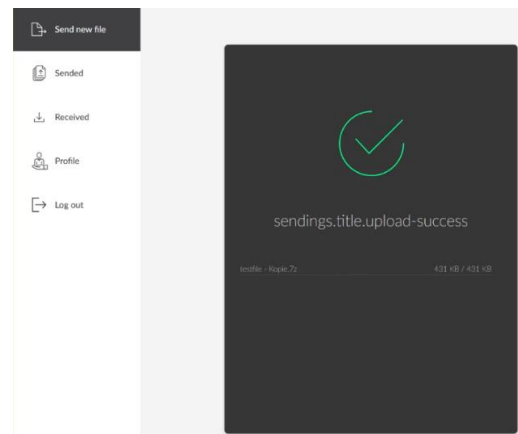 Send new file
Sended
Received
Profile
Log out
sendings.title.upload-success
testfile - Kopie.7z 431 KB / 431 KB